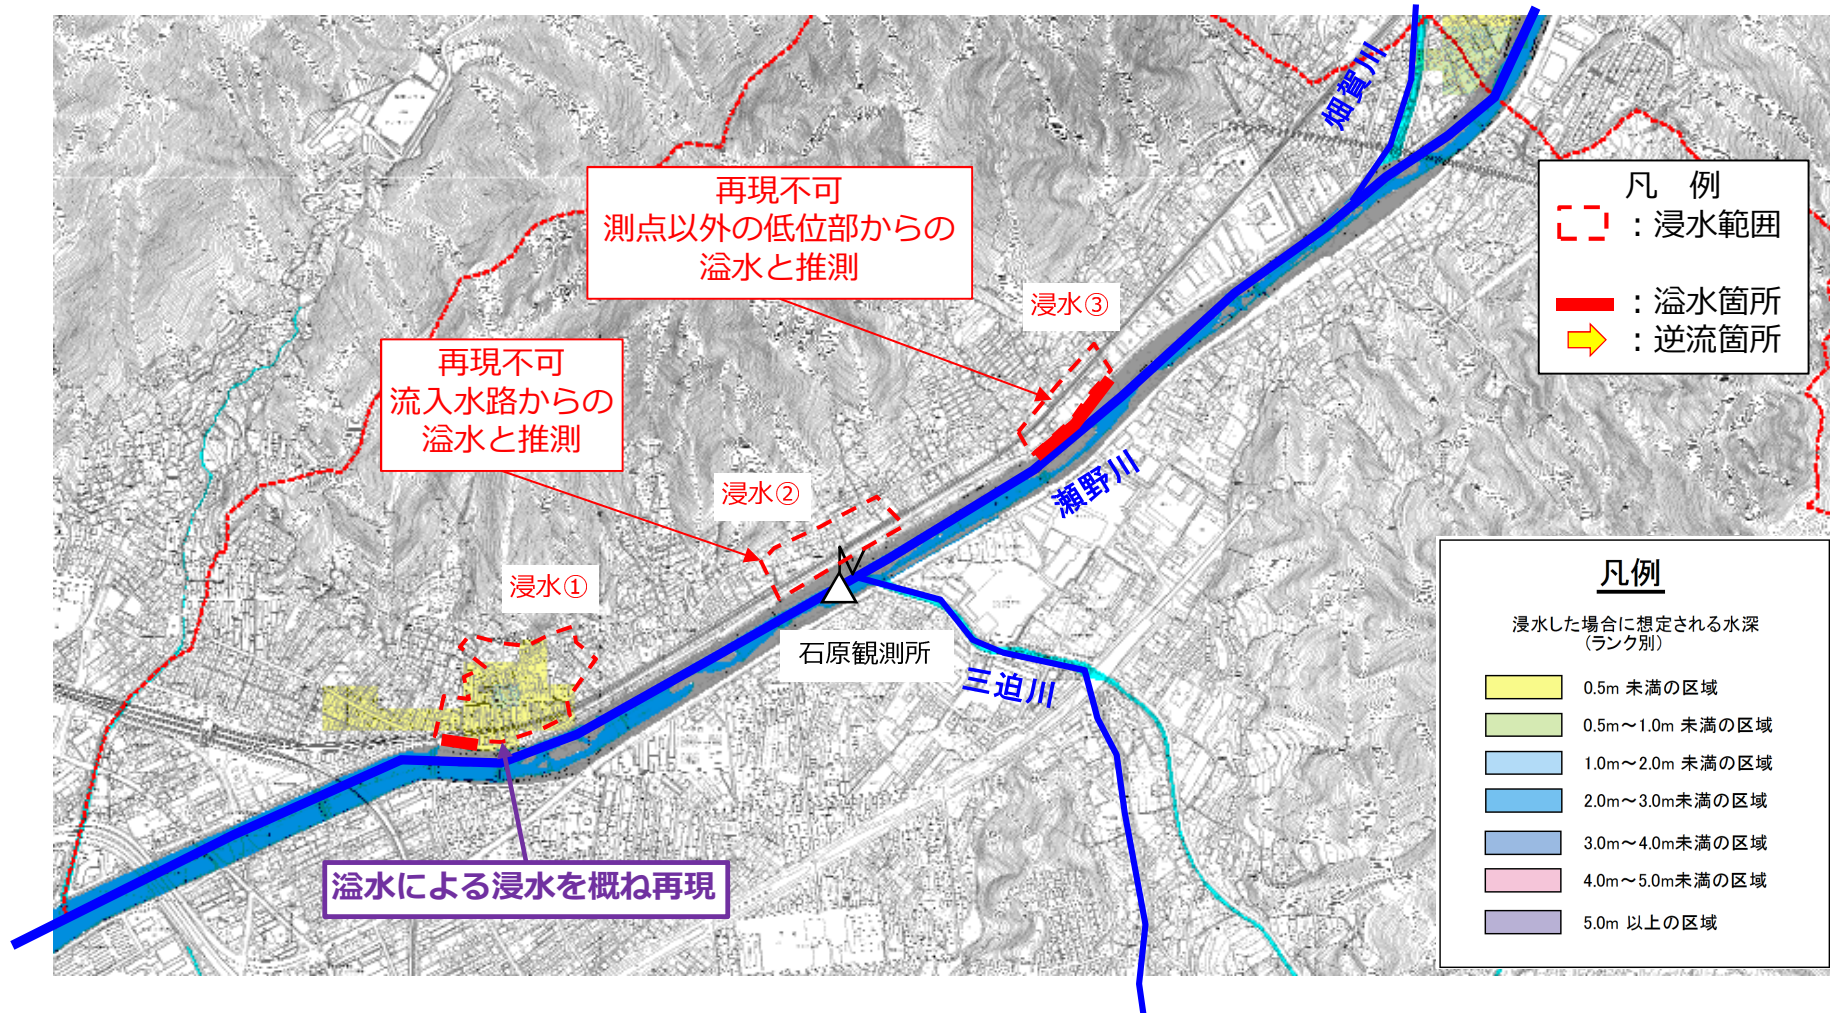 畑賀川
再現不可
測点以外の低位部からの
溢水と推測
凡　例
：浸水範囲
：溢水箇所
：逆流箇所
浸水③
再現不可
流入水路からの
溢水と推測
瀬野川
浸水②
浸水①
石原観測所
三迫川
溢水による浸水を概ね再現
凡例
浸水した場合に想定される水深
（ランク別）
0.5m 未満の区域
0.5m～1.0m 未満の区域
1.0m～2.0m 未満の区域
2.0m～3.0m未満の区域
3.0m～4.0m未満の区域
4.0m～5.0m未満の区域
5.0m 以上の区域